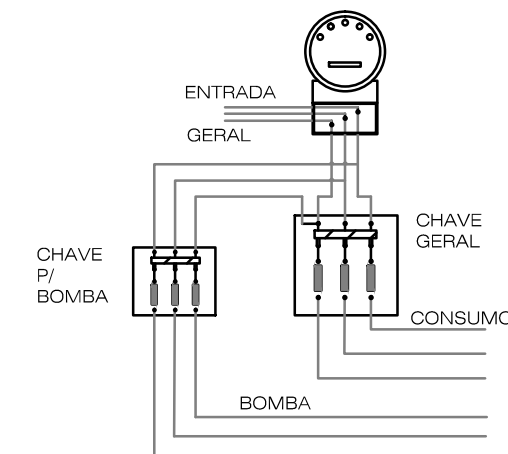 ENTRADA
GERAL
CHAVE
GERAL
CHAVE
P/
BOMBA
CONSUMO
BOMBA